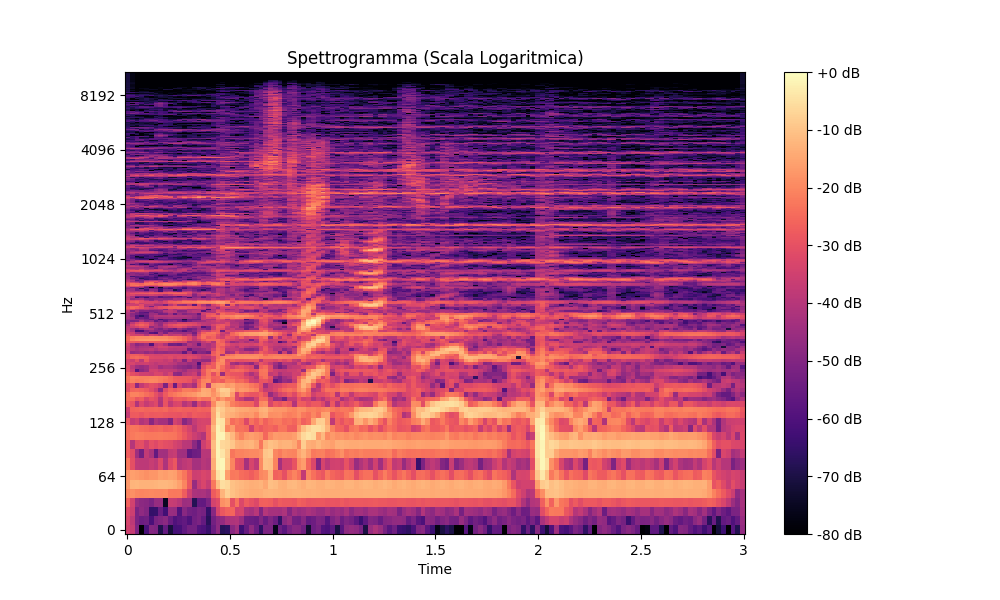 Spettrogramma (Scala Logaritmica)
8192
4096
2048
1024
512
256
128
64
0
Hz
0
0.5
1
1.5
2
2.5
3
Time
+0 dB
-10 dB
-20 dB
-30 dB
-40 dB
-50 dB
-60 dB
-70 dB
-80 dB